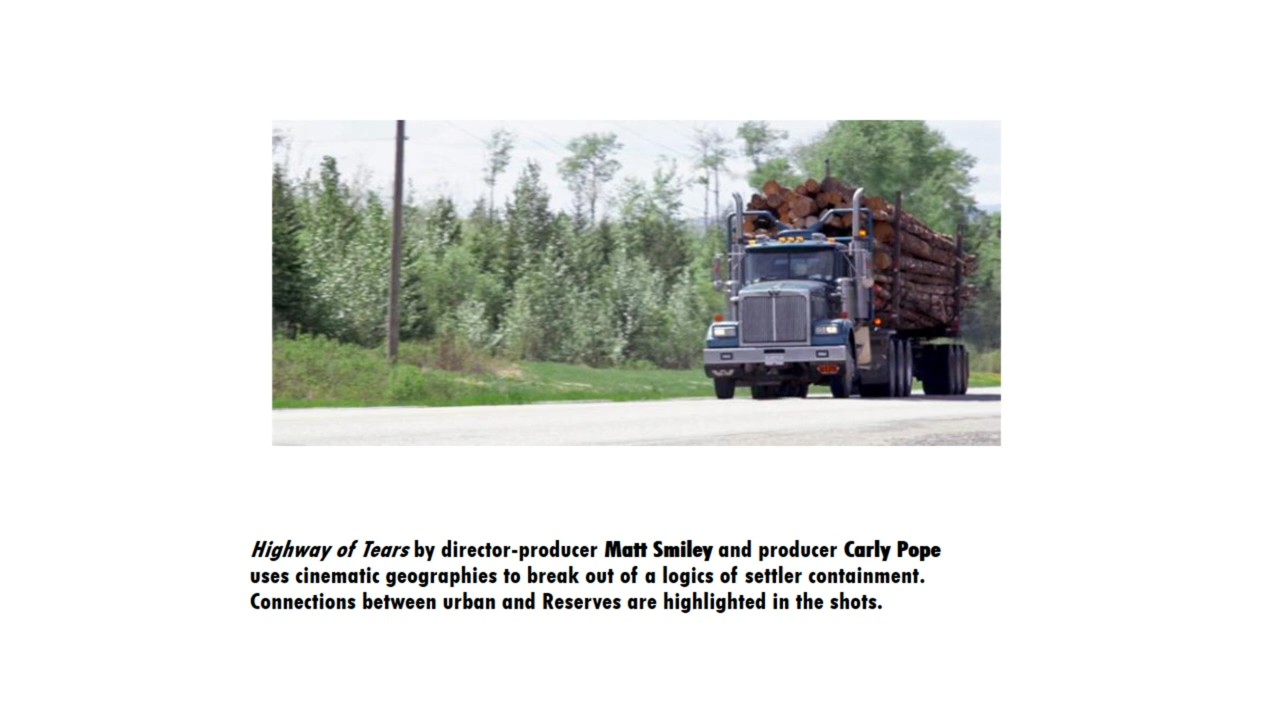 Highway of Tears by director-producer Matt Smiley and producer Carly Pope
uses cinematic geographies to break out of a logics of settler containment.
Connections between urban and Reserves are highlighted in the shots.